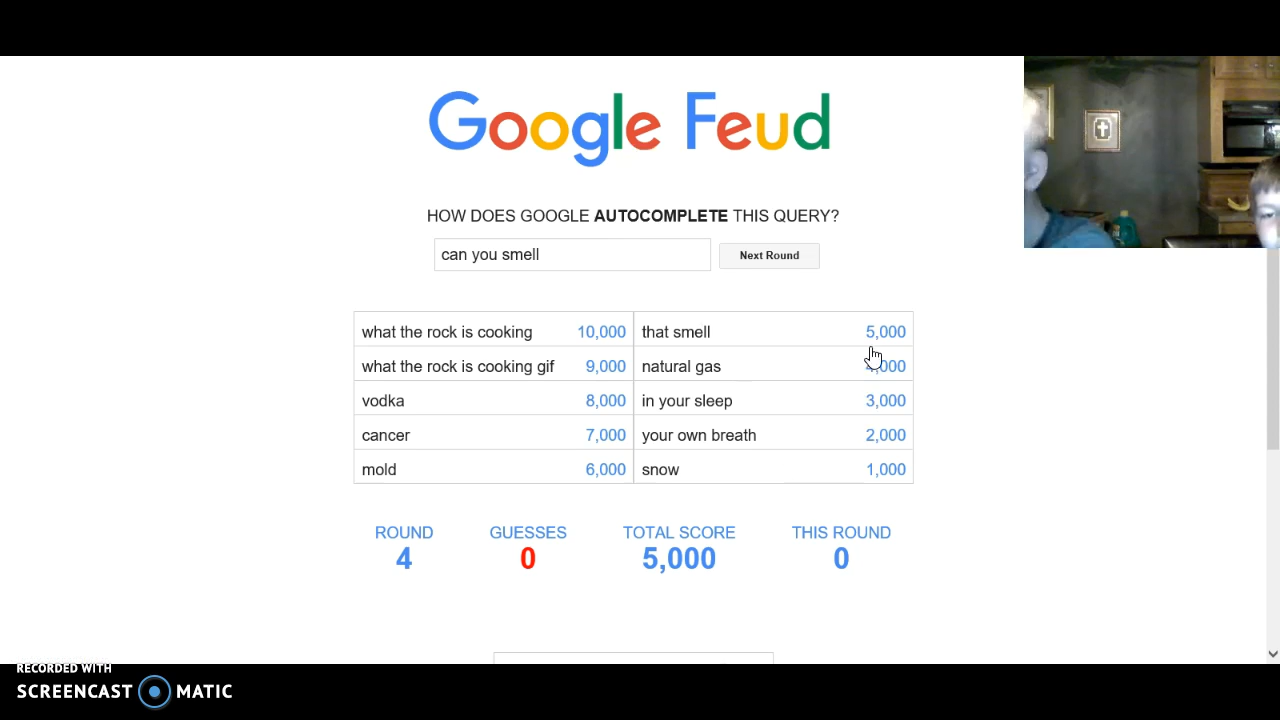 Google Feud
HOW DOES GOOGLE AUTOCOMPLETE THIS QUERY?
can you smell
Next Round
what the rock is cooking 10,000
what the rock is cooking gif 9,000
vodka 8,000
cancer 7,000
mold 6,000
that smell 5,000
natural gas 4,000
in your sleep 3,000
your own breath 2,000
snow 1,000
ROUND GUESSES TOTAL SCORE THIS ROUND
4 0 5,000 0
RECORDED WITH
SCREENCAST MATIC